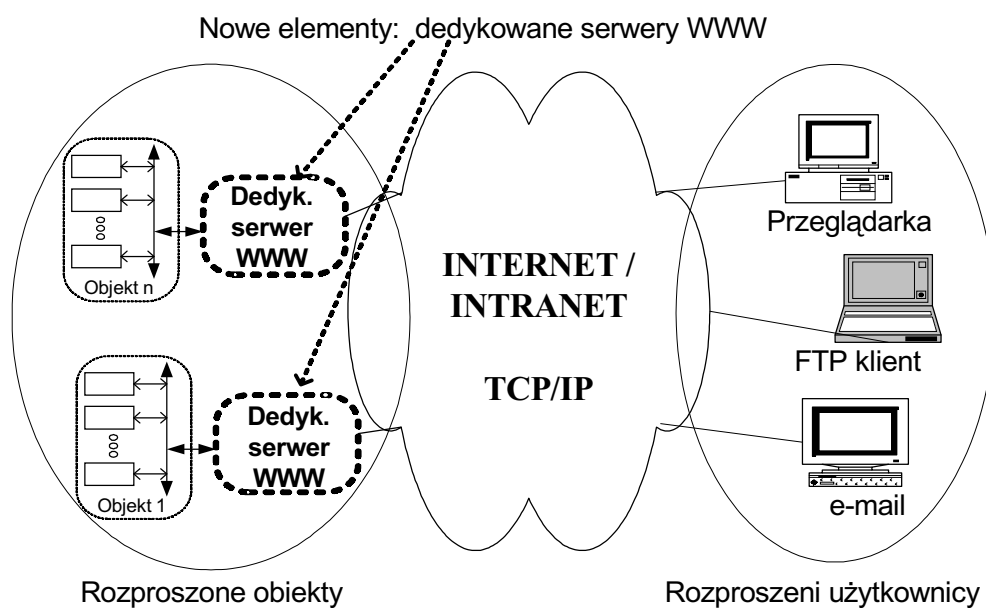 Nowe elementy: dedykowane serwery WWW
Dedyk.
serwer
WWW
Objekt n
Dedyk.
serwer
WWW
Objekt 1
INTERNET /
INTRANET
TCP/IP
Przeglądarka
FTP klient
e-mail
Rozproszone obiekty
Rozproszeni użytkownicy